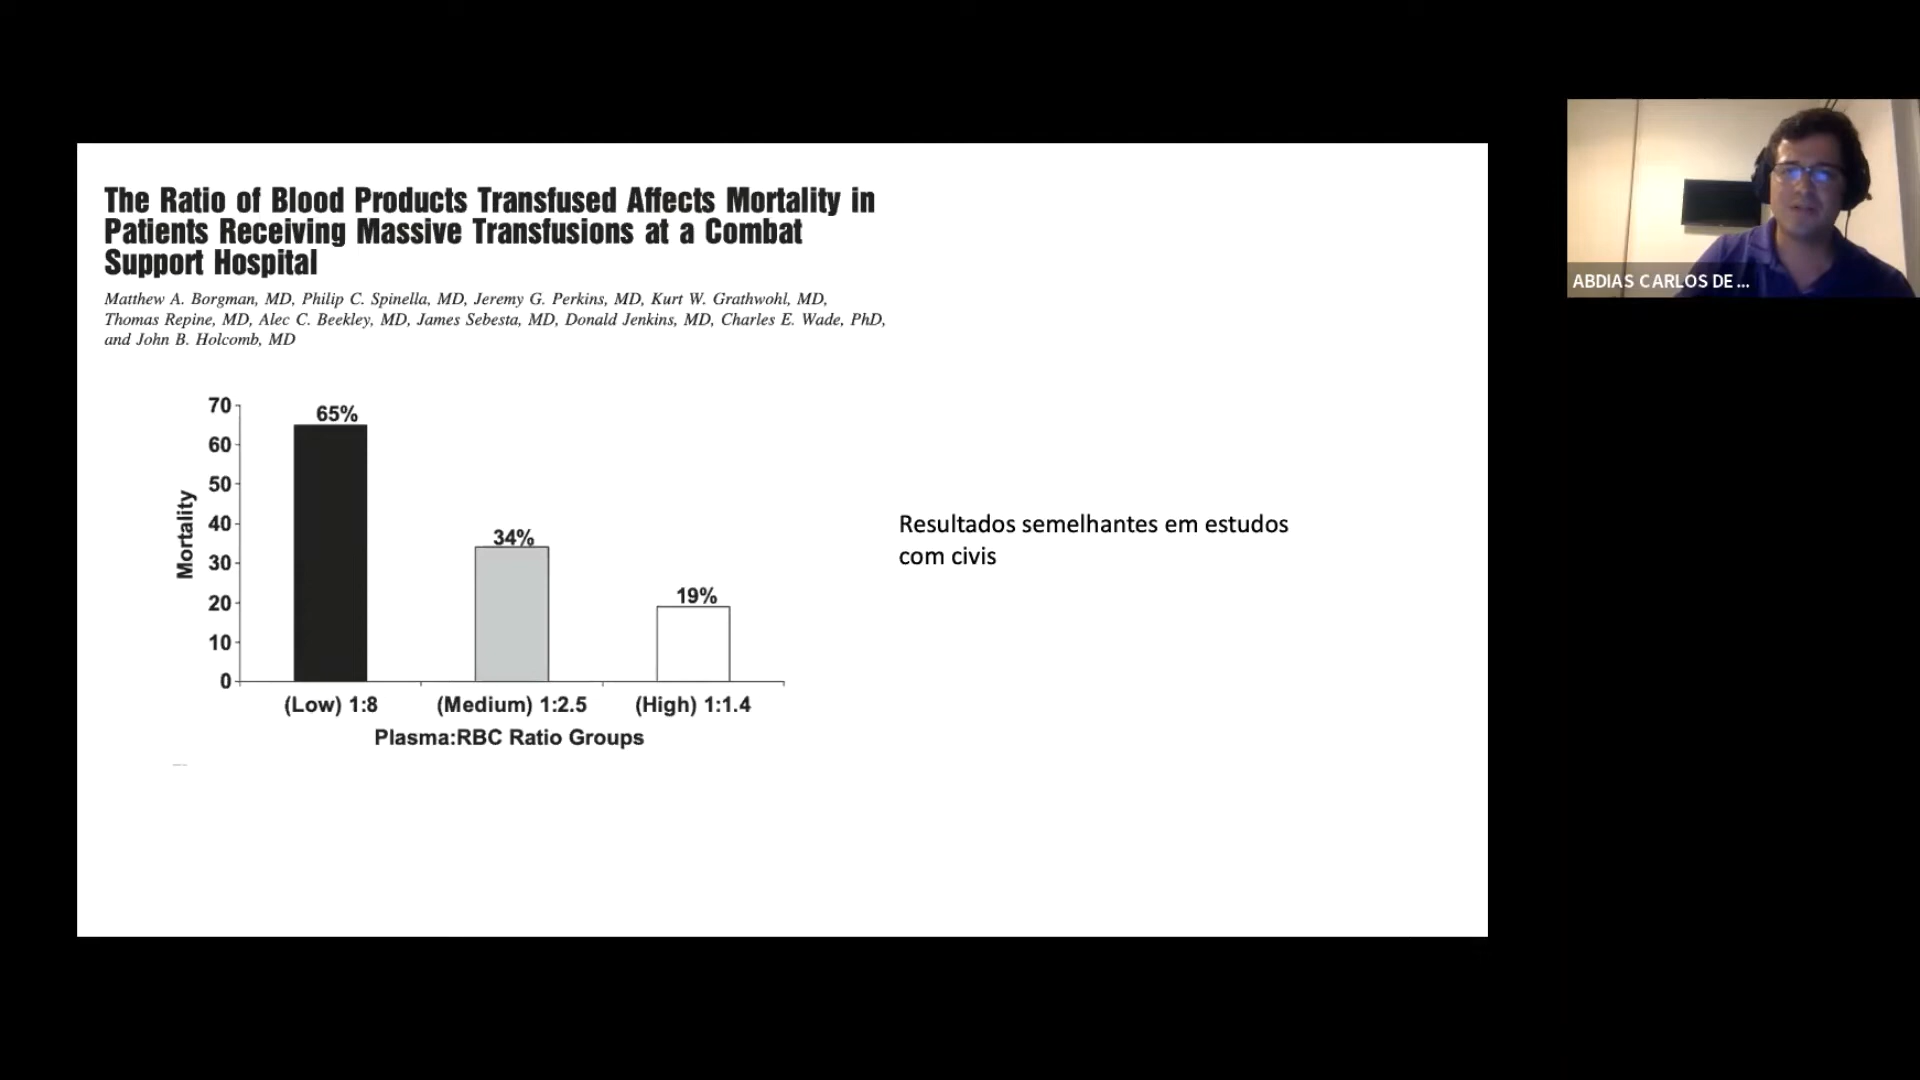 The Ratio of Blood Products Transfused Affects Mortality in
Patients Receiving Massive Transfusions at a Combat
Support Hospital
Matthew A. Borgman, MD, Philip C. Spinella, MD, Jeremy G. Perkins, MD, Kurt W. Grathwohl, MD,
Thomas Repine, MD, Alec C. Beekley, MD, James Sebesta, MD, Donald Jenkins, MD, Charles E. Wade, PhD,
and John B. Holcomb, MD
70
60
50
40
30
20
10
0
Mortality
65%
34%
19%
(Low) 1:8
(Medium) 1:2.5
(High) 1:1.4
Plasma:RBC Ratio Groups
Resultados semelhantes em estudos
com civis
ABDIAS CARLOS DE ...